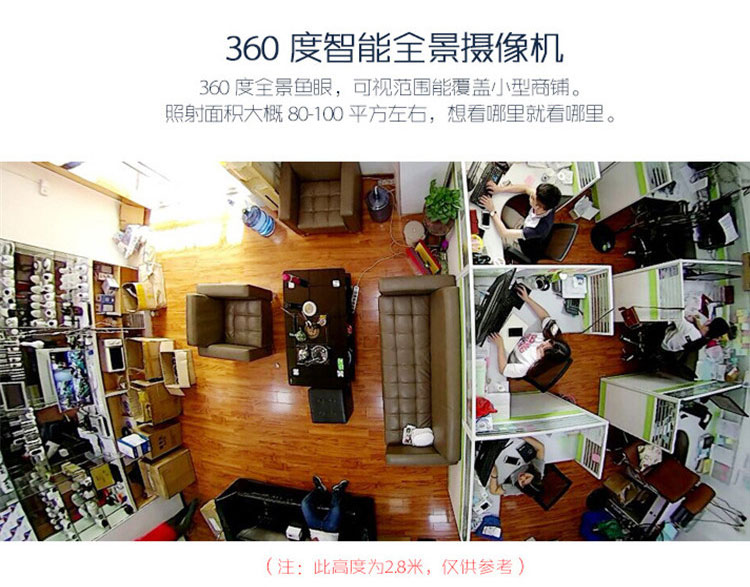 360 度智能全景摄像机
360 度全景鱼眼，可视范围能覆盖小型商铺。
照射面积大概 80-100 平方左右，想看哪里就看哪里。
（注：此高度为2.8米，仅供参考）